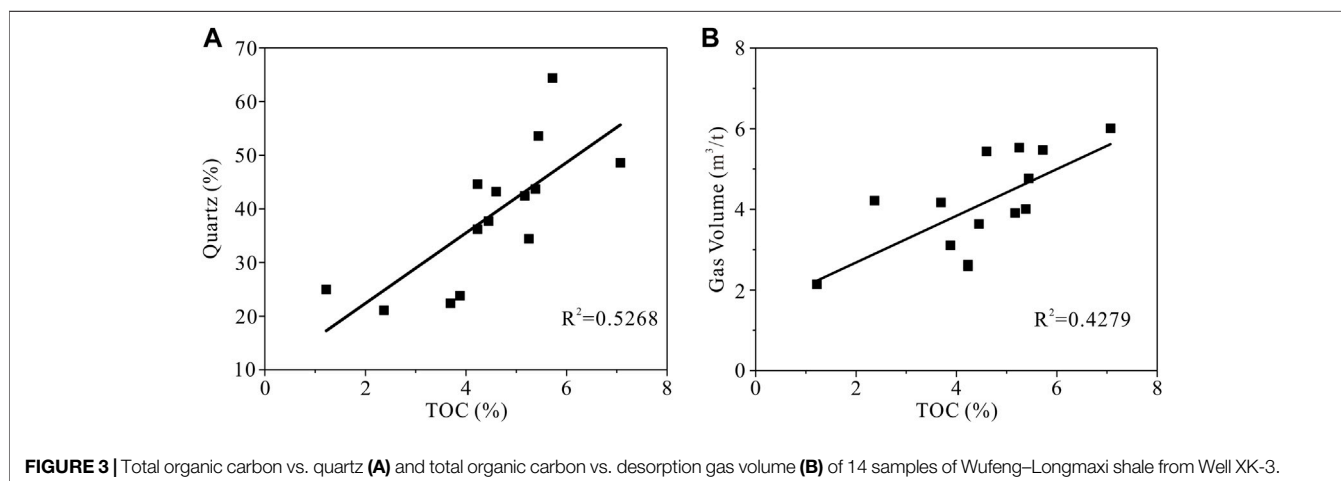 A
70
60
50
40
30
20
10
Quartz (%)
0
2
4
6
8
TOC (%)
R²=0.5268
B
8
6
4
2
0
Gas Volume (m³/t)
0
2
4
6
8
TOC (%)
R²=0.4279
FIGURE 3 | Total organic carbon vs. quartz (A) and total organic carbon vs. desorption gas volume (B) of 14 samples of Wufeng–Longmaxi shale from Well XK-3.